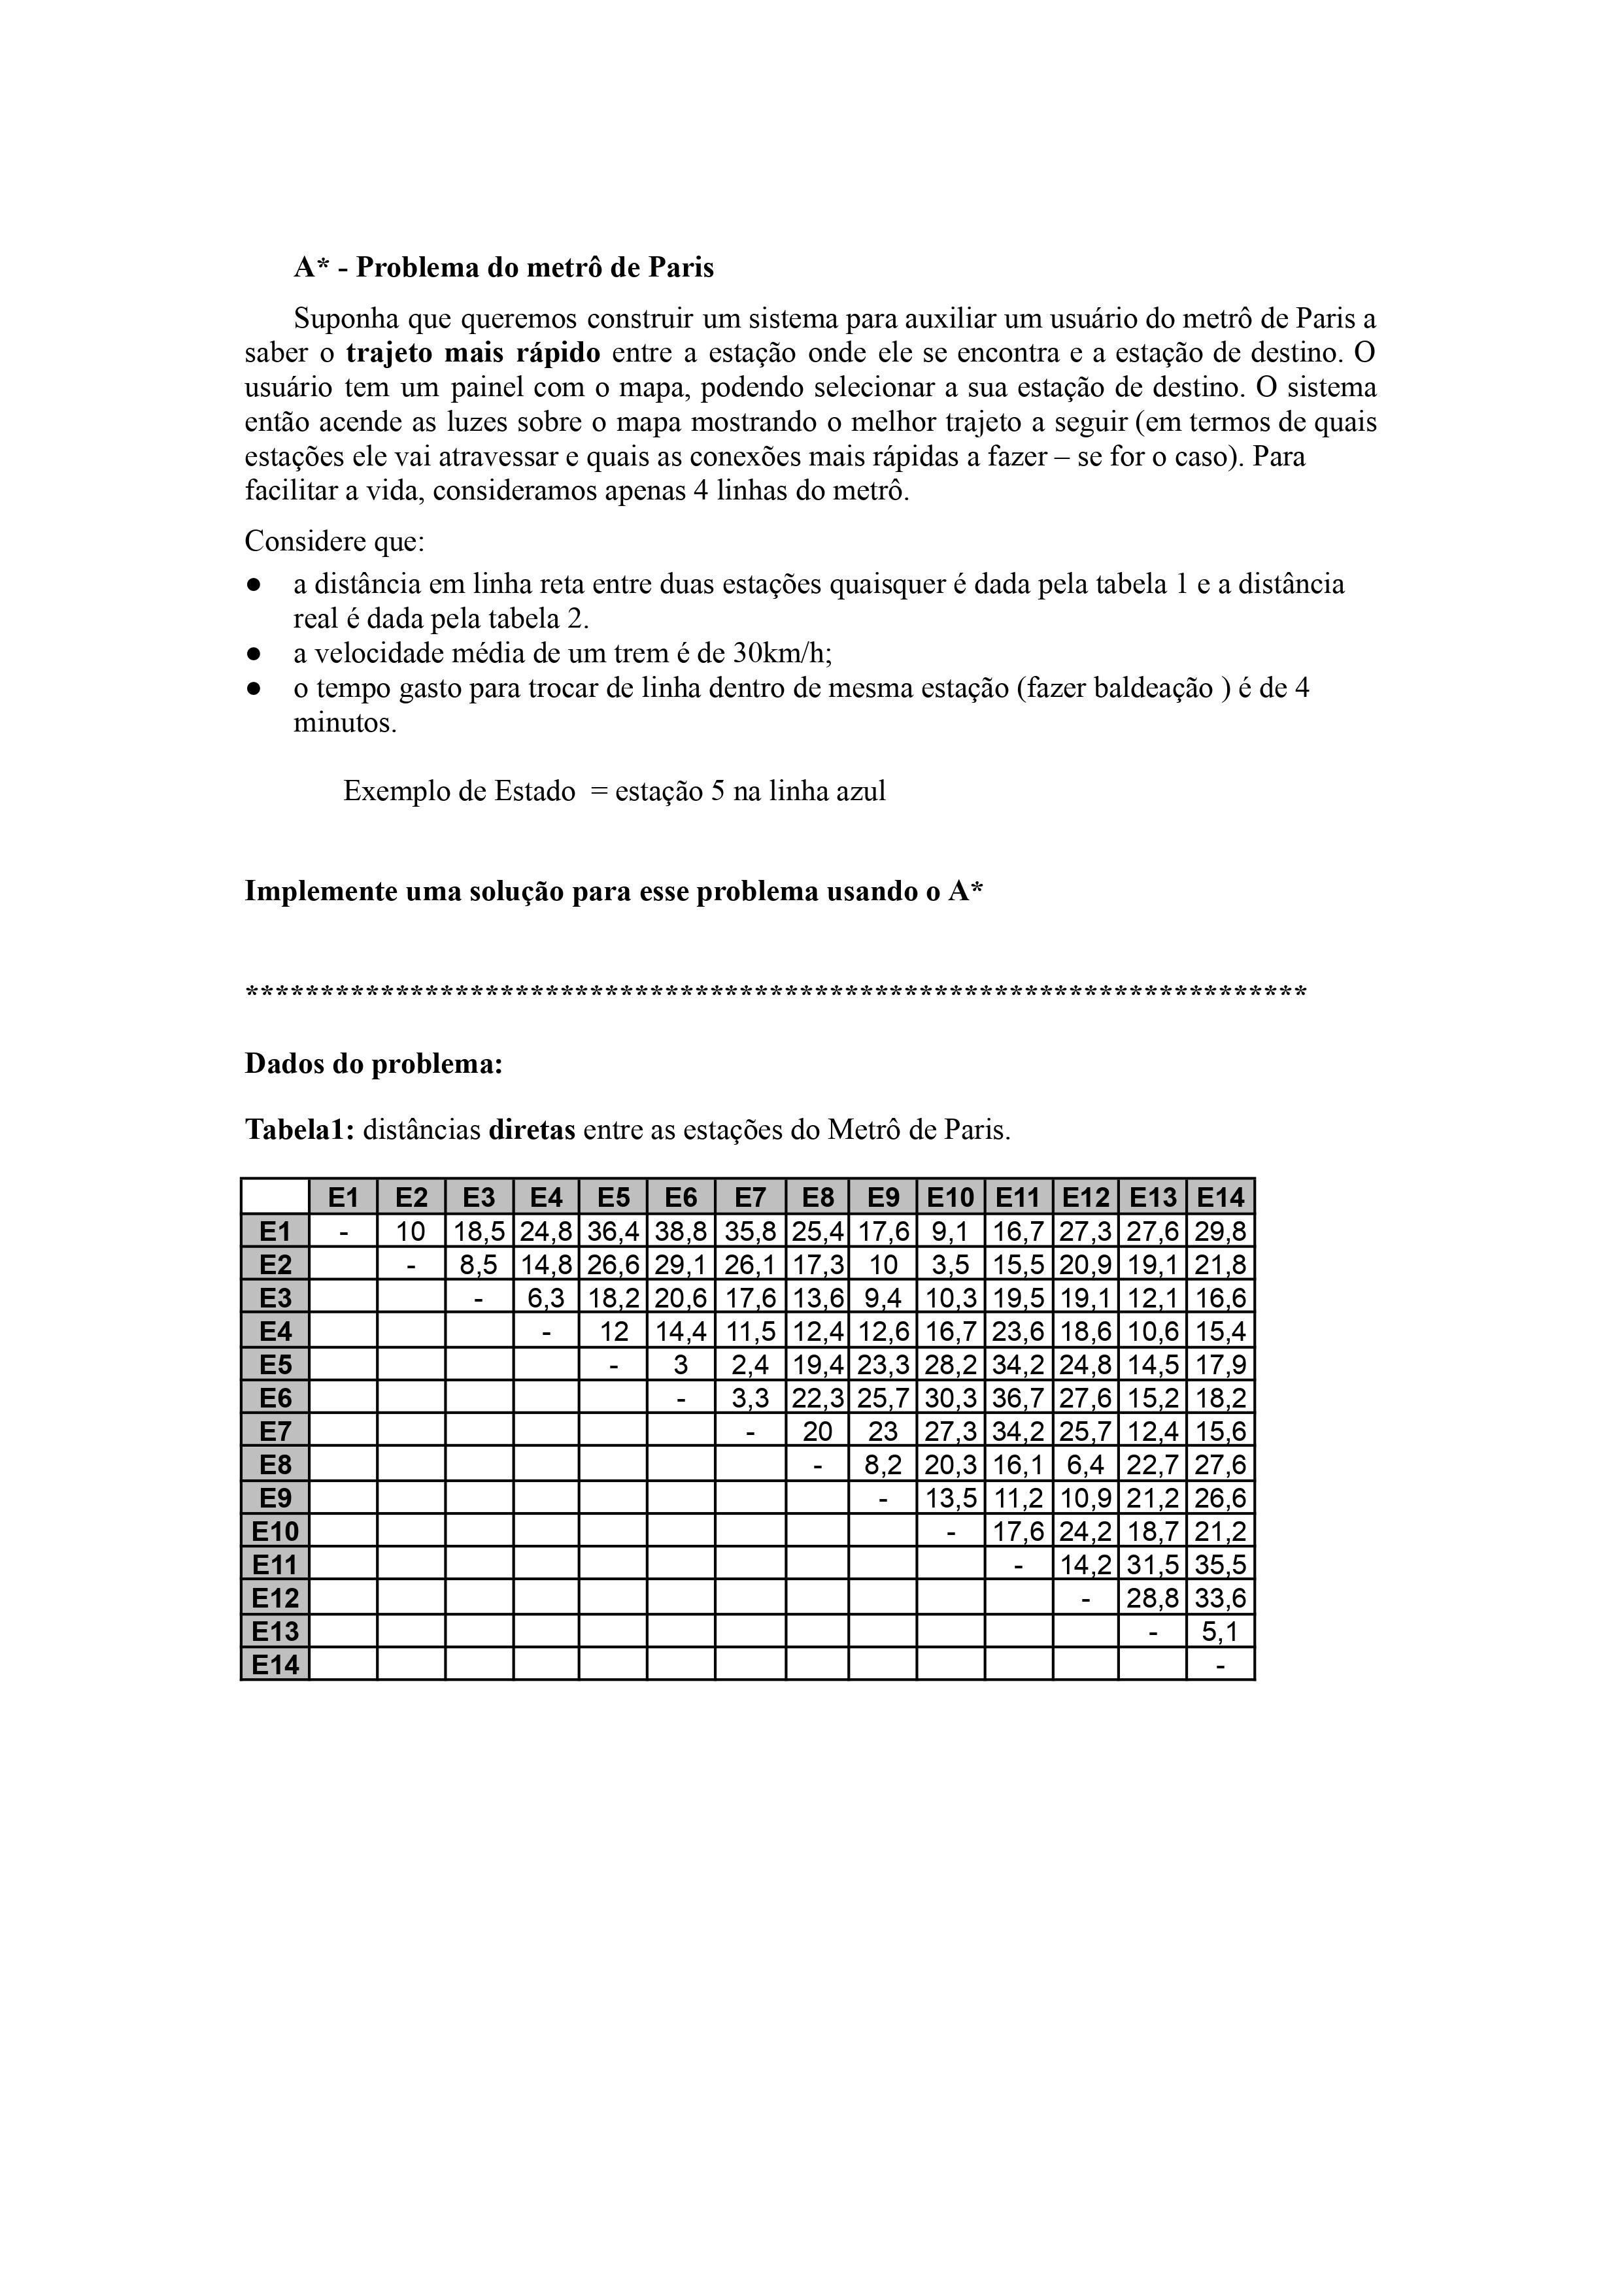 A* - Problema do metrô de Paris
Suponha que queremos construir um sistema para auxiliar um usuário do metrô de Paris a
saber o trajeto mais rápido entre a estação onde ele se encontra e a estação de destino. O
usuário tem um painel com o mapa, podendo selecionar a sua estação de destino. O sistema
então acende as luzes sobre o mapa mostrando o melhor trajeto a seguir (em termos de quais
estações ele vai atravessar e quais as conexões mais rápidas a fazer – se for o caso). Para
facilitar a vida, consideramos apenas 4 linhas do metrô.
Considere que:
● a distância em linha reta entre duas estações quaisquer é dada pela tabela 1 e a distância
real é dada pela tabela 2.
● a velocidade média de um trem é de 30km/h;
● o tempo gasto para trocar de linha dentro de mesma estação (fazer baldeação ) é de 4
minutos.
Exemplo de Estado = estação 5 na linha azul
Implemente uma solução para esse problema usando o A*
***********************************************************************
Dados do problema:
Tabela1: distâncias diretas entre as estações do Metrô de Paris.
E1 E2 E3 E4 E5 E6 E7 E8 E9 E10 E11 E12 E13 E14
E1 - 10 18,5 24,8 36,4 38,8 35,8 25,4 17,6 9,1 16,7 27,3 27,6 29,8
E2 - 8,5 14,8 26,6 29,1 26,1 17,3 10 3,5 15,5 20,9 19,1 21,8
E3 - 6,3 18,2 20,6 17,6 13,6 9,4 10,3 19,5 19,1 12,1 16,6
E4 - 12 14,4 11,5 12,4 12,6 16,7 23,6 18,6 10,6 15,4
E5 - 3 2,4 19,4 23,3 28,2 34,2 24,8 14,5 17,9
E6 - 3,3 22,3 25,7 30,3 36,7 27,6 15,2 18,2
E7 - 20 23 27,3 34,2 25,7 12,4 15,6
E8 - 8,2 20,3 16,1 6,4 22,7 27,6
E9 - 13,5 11,2 10,9 21,2 26,6
E10 - 17,6 24,2 18,7 21,2
E11 - 14,2 31,5 35,5
E12 - 28,8 33,6
E13 - 5,1
E14 -